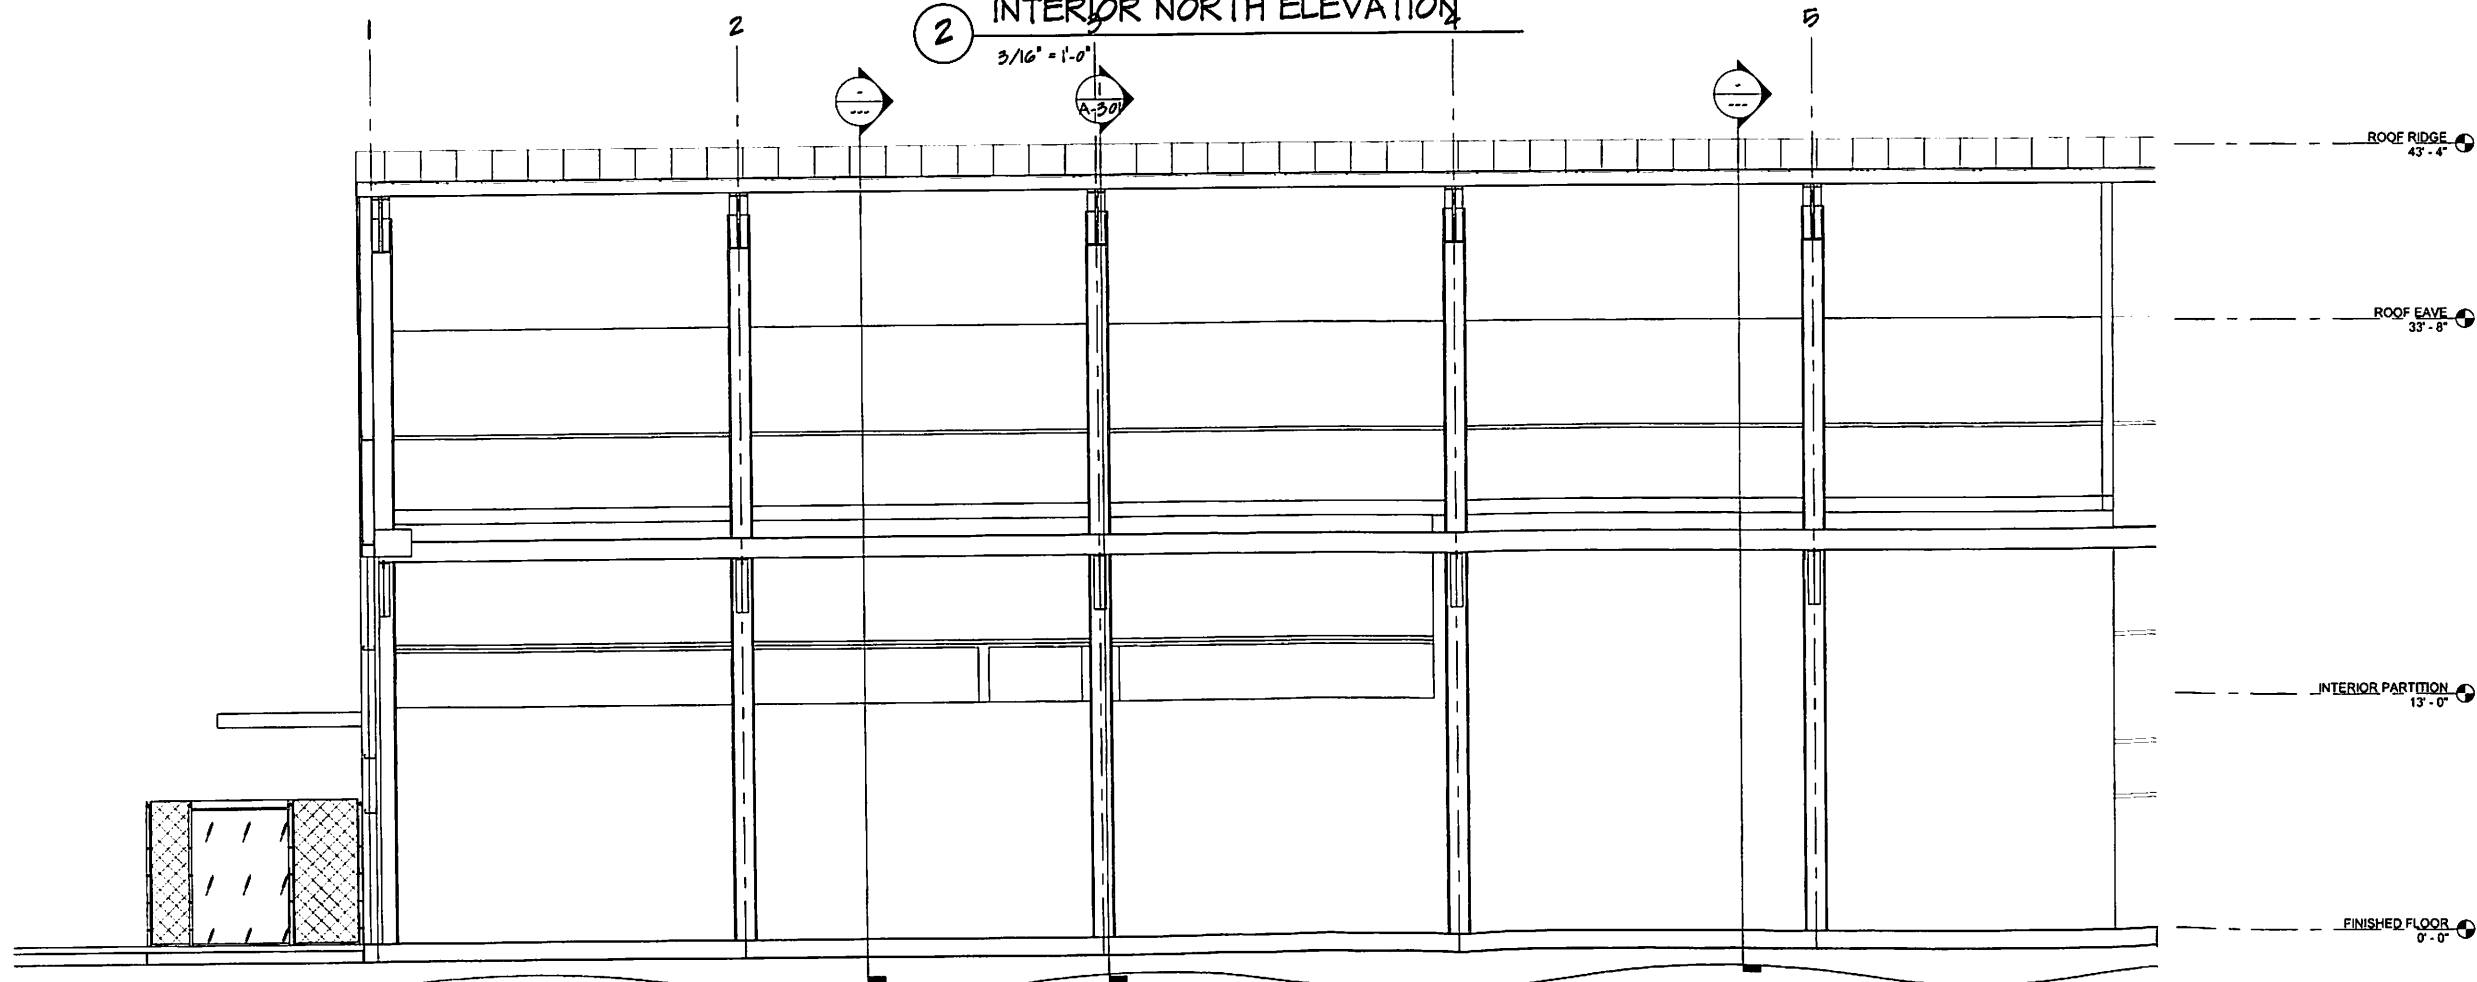 INTERIOR NORTH ELEVATION
2
3/16" = 1'-0"
1
2
3
4
5
-
---
A-301
-
---
ROOF RIDGE
43' - 4"
ROOF EAVE
33' - 8"
INTERIOR PARTITION
13' - 0"
FINISHED FLOOR
0' - 0"